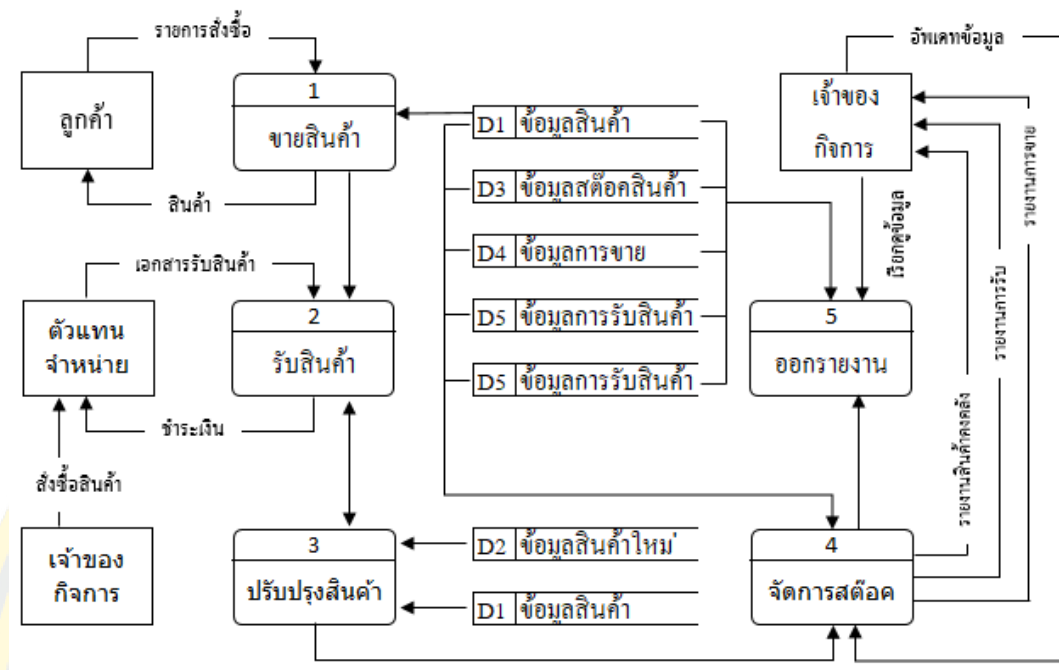 รายการสั่งซื้อ
อัพเดทข้อมูล
ลูกค้า
1
ขายสินค้า
D1 ข้อมูลสินค้า
เจ้าของ
กิจการ
D3 ข้อมูลสต๊อคสินค้า
สินค้า
D4 ข้อมูลการขาย
เรียกดูข้อมูล
รายงานการรับ
รายงานการขาย
เอกสารรับสินค้า
ตัวแทน
จำหน่าย
2
รับสินค้า
D5 ข้อมูลการรับสินค้า
5
ออกรายงาน
D5 ข้อมูลการรับสินค้า
ชำระเงิน
รายงานสินค้าคงคลัง
สั่งซื้อสินค้า
เจ้าของ
กิจการ
3
ปรับปรุงสินค้า
D2 ข้อมูลสินค้าใหม่
4
จัดการสต๊อค
D1 ข้อมูลสินค้า